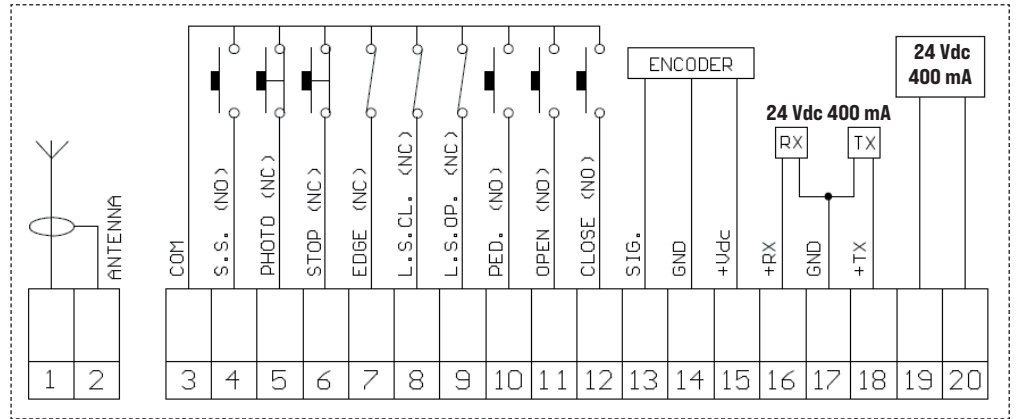 24 Vdc
400 mA
ENCODER
24 Vdc 400 mA
RX
TX
ANTENNA
COM
S.S. (NO)
PHOTO (NC)
STOP (NC)
EDGE (NC)
L.S.CL. (NC)
L.S.OP. (NC)
PED. (NO)
OPEN (NO)
CLOSE (NO)
SIG.
GND
+Vdc
+RX
GND
+TX
1 2 3 4 5 6 7 8 9 10 11 12 13 14 15 16 17 18 19 20